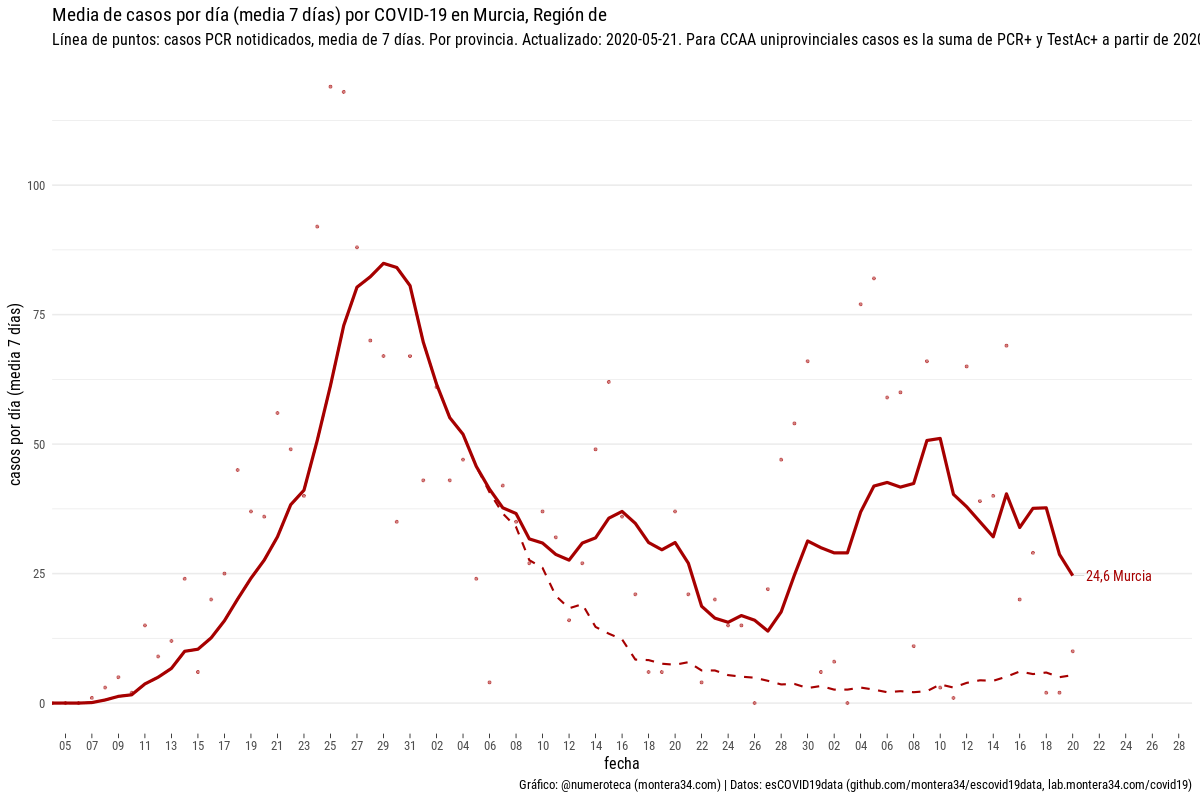 Media de casos por día (media 7 días) por COVID-19 en Murcia, Región de
Línea de puntos: casos PCR notidicados, media de 7 días. Por provincia. Actualizado: 2020-05-21. Para CCAA uniprovinciales casos es la suma de PCR+ y TestAc+ a partir de 2020
casos por día (media 7 días)
100
75
50
25
0
24,6 Murcia
05 07 09 11 13 15 17 19 21 23 25 27 29 31 02 04 06 08 10 12 14 16 18 20 22 24 26 28 30 02 04 06 08 10 12 14 16 18 20 22 24 26 28
fecha
Gráfico: @numeroteca (montera34.com) | Datos: esCOVID19data (github.com/montera34/escovid19data, lab.montera34.com/covid19)